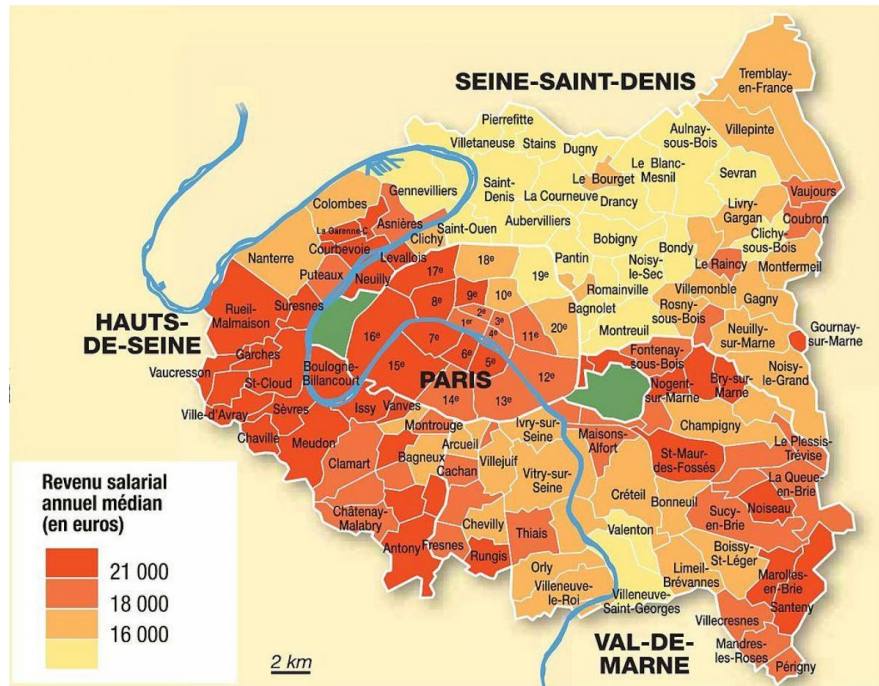 SEINE-SAINT-DENIS
Tremblay-
en-France
Pierrefitte
Villetaneuse
Stains
Dugny
Aulnay-
sous-Bois
Villepinte
Le Blanc-
Mesnil
Le Bourget
Sevran
Gennevilliers
Saint-
Denis
La Courneuve
Drancy
Vaujours
Colombes
Livry-
Gargan
Coubron
Asnières
La Garenne-C
Saint-Ouen
Aubervilliers
Clichy-
sous-Bois
Clichy
Bobigny
Bondy
Courbevoie
Nanterre
Levallois
Pantin
Noisy-
le-Sec
Le Raincy
Montfermeil
Puteaux
Neuilly
17e
18e
19e
Romainville
Villemonble
Gagny
Rueil-
Malmaison
Suresnes
8e
9e
10e
2e
3e
1er
4e
Bagnolet
Rosny-
sous-Bois
HAUTS-
DE-SEINE
16e
7e
11e
20e
Montreuil
Neuilly-
sur-Marne
Gournay-
sur-Marne
Garches
Vaucresson
St-Cloud
Boulogne-
Billancourt
15e
6e
5e
PARIS
12e
Fontenay-
sous-Bois
Nogent-
sur-Marne
Bry-sur-
Marne
Noisy-
le-Grand
Ville-d'Avray
Sèvres
Issy
Vanves
14e
13e
Chaville
Meudon
Montrouge
Ivry-sur-
Seine
Maisons-
Alfort
Champigny
Le Plessis-
Trévise
Clamart
Bagneux
Arcueil
Cachan
Villejuif
Vitry-sur-
Seine
St-Maur-
des-Fossés
La Queue-
en-Brie
Créteil
Bonneuil
Sucy-
en-Brie
Noiseau
Châtenay-
Malabry
Chevilly
Thiais
Valenton
Antony
Fresnes
Rungis
Orly
Limeil-
Brévannes
Boissy-
St-Léger
Marolles-
en-Brie
Villeneuve-
le-Roi
Villeneuve-
Saint-Georges
Santeny
Villecresnes
VAL-DE-
MARNE
Mandres-
les-Roses
Périgny
Revenu salarial
annuel médian
(en euros)
21 000
18 000
16 000
2 km